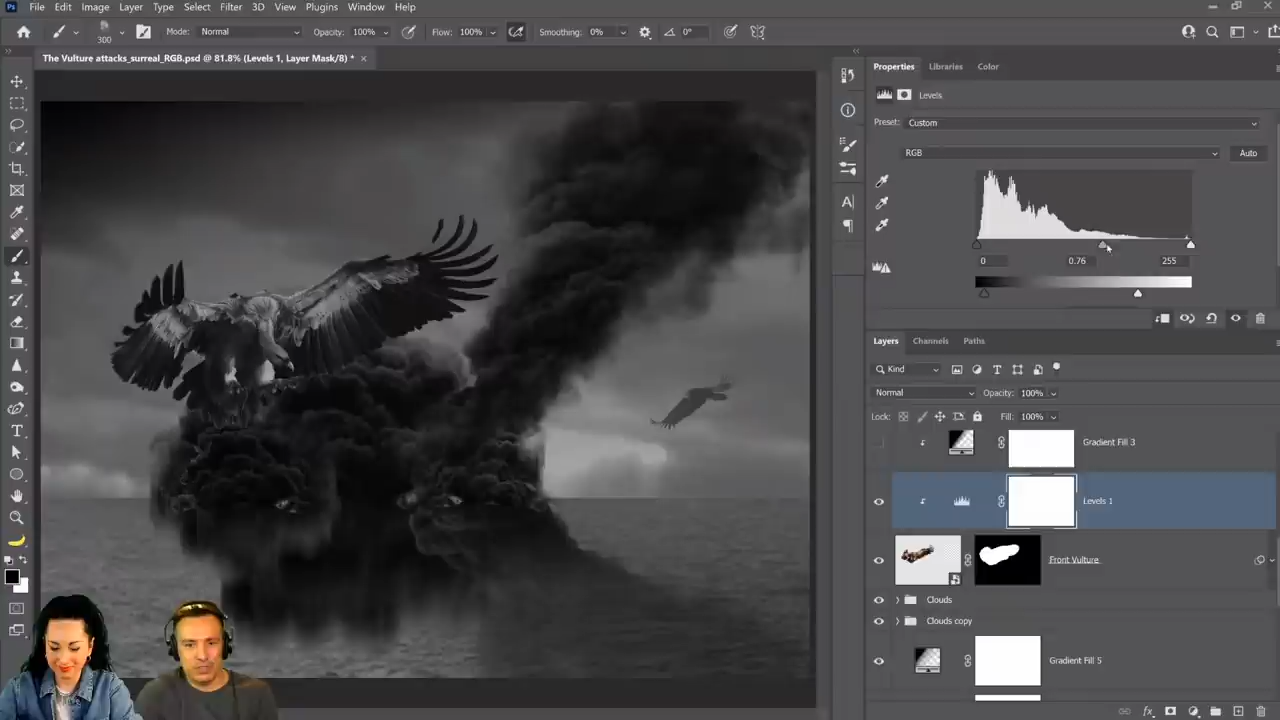 Ps File Edit Image Layer Type Select Filter 3D View Plugins Window Help
300 Mode: Normal Opacity: 100% Flow: 100% Smoothing: 0% 0°
The Vulture attacks_surreal_RGB.psd @ 81.8% (Levels 1, Layer Mask/8) * ×
Properties Libraries Color
Levels
Preset: Custom
RGB Auto
0 0.76 255
Layers Channels Paths
Kind
Normal Opacity: 100%
Lock: Fill: 100%
Gradient Fill 3
Levels 1
Front Vulture
Clouds
Clouds copy
Gradient Fill 5
fx